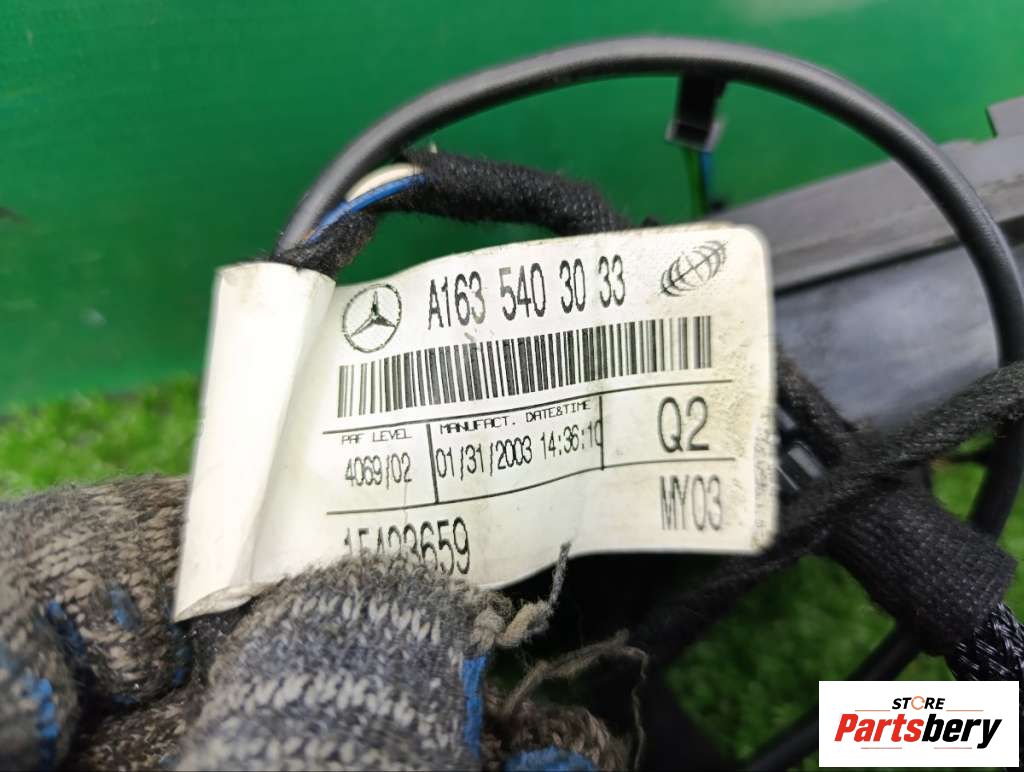 A163 540 30 33
PAF LEVEL
MANUFACT. DATE&TIME
4069/02
01/31/2003 14:36:10
Q2
MY03
STORE
Partsbery